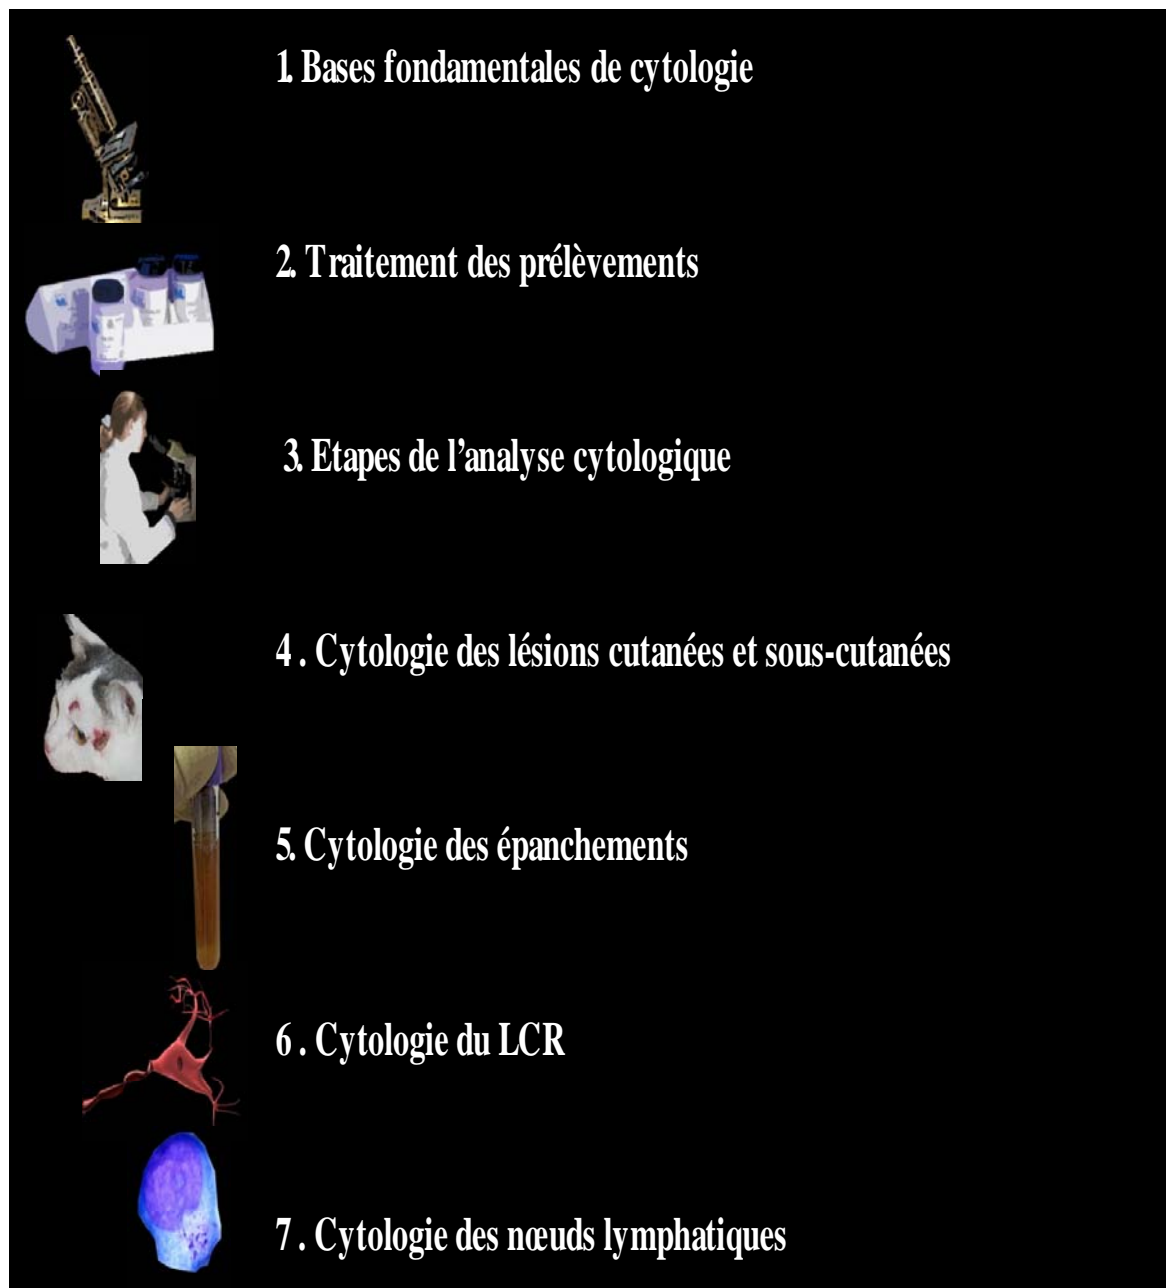 1. Bases fondamentales de cytologie
2. Traitement des prélèvements
3. Etapes de l’analyse cytologique
4 . Cytologie des lésions cutanées et sous-cutanées
5. Cytologie des épanchements
6 . Cytologie du LCR
7 . Cytologie des nœuds lymphatiques